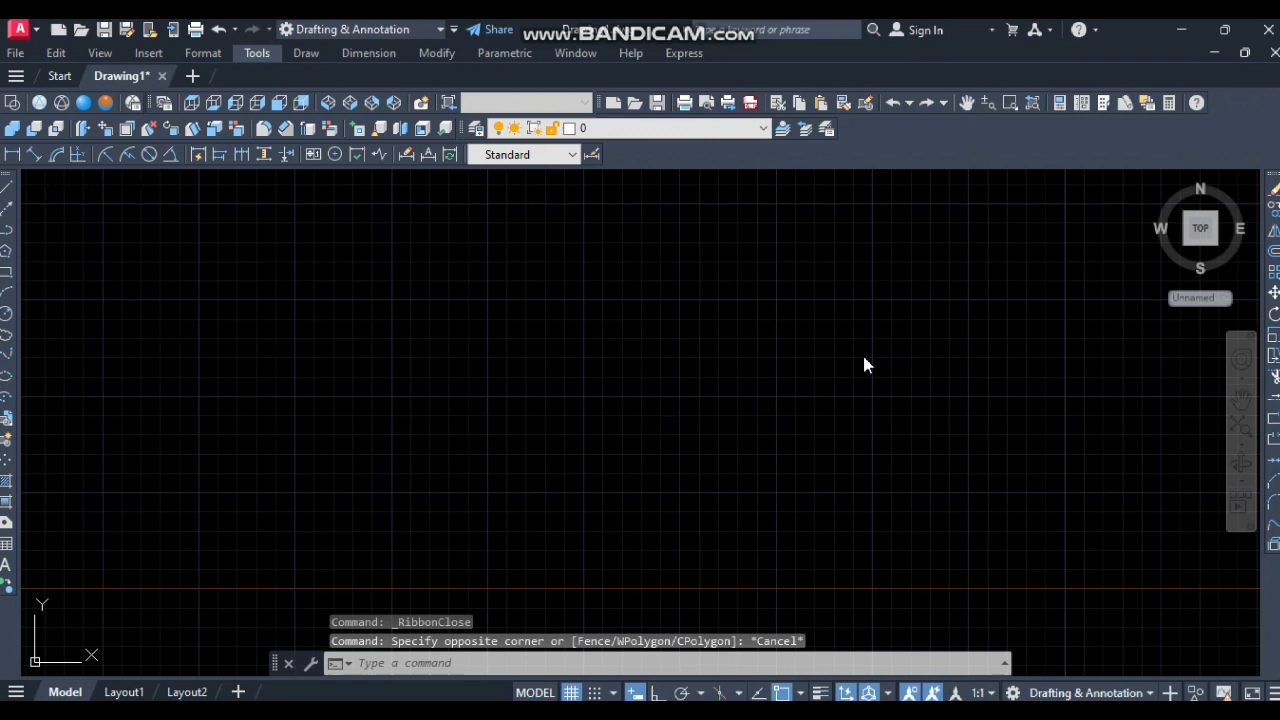 A Drafting & Annotation Share www.BANDICAM.com or phrase Sign In
File Edit View Insert Format Tools Draw Dimension Modify Parametric Window Help Express
Start Drawing1*
0
Standard
N
W TOP E
S
Unnamed
Y
X
Command: _RibbonClose
Command: Specify opposite corner or [Fence/WPolygon/CPolygon]: *Cancel*
Type a command
Model Layout1 Layout2 MODEL 1:1 Drafting & Annotation